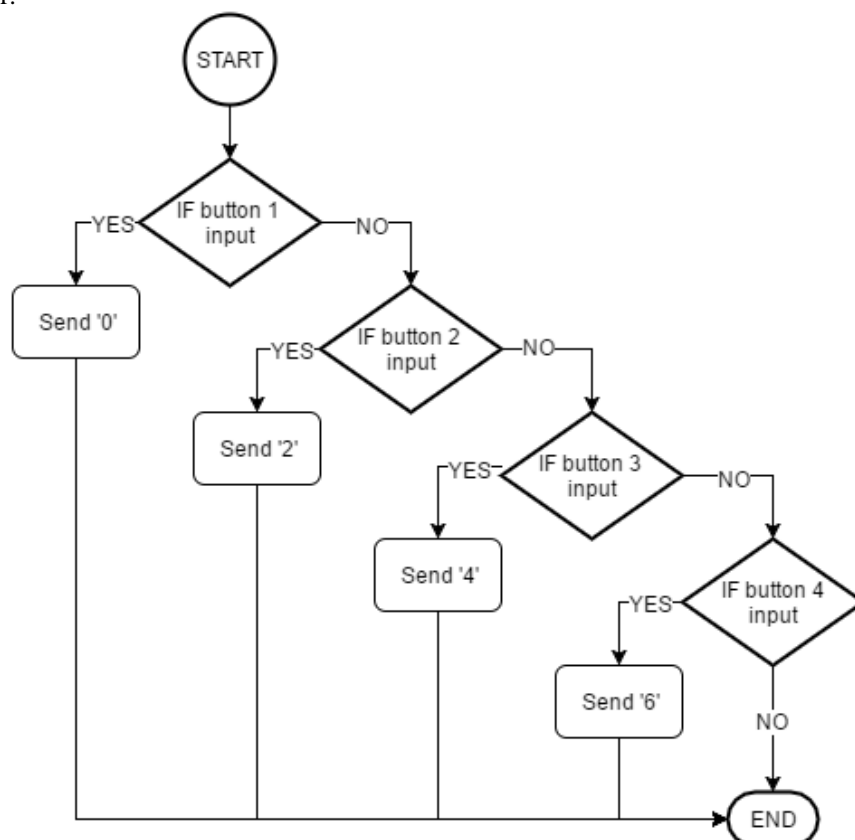 START
IF button 1
input
YES
NO
Send '0'
IF button 2
input
YES
NO
Send '2'
IF button 3
input
YES
NO
Send '4'
IF button 4
input
YES
Send '6'
NO
END